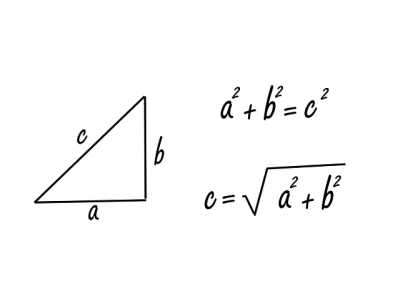 c
b
a
a² + b² = c²
c = √a² + b²